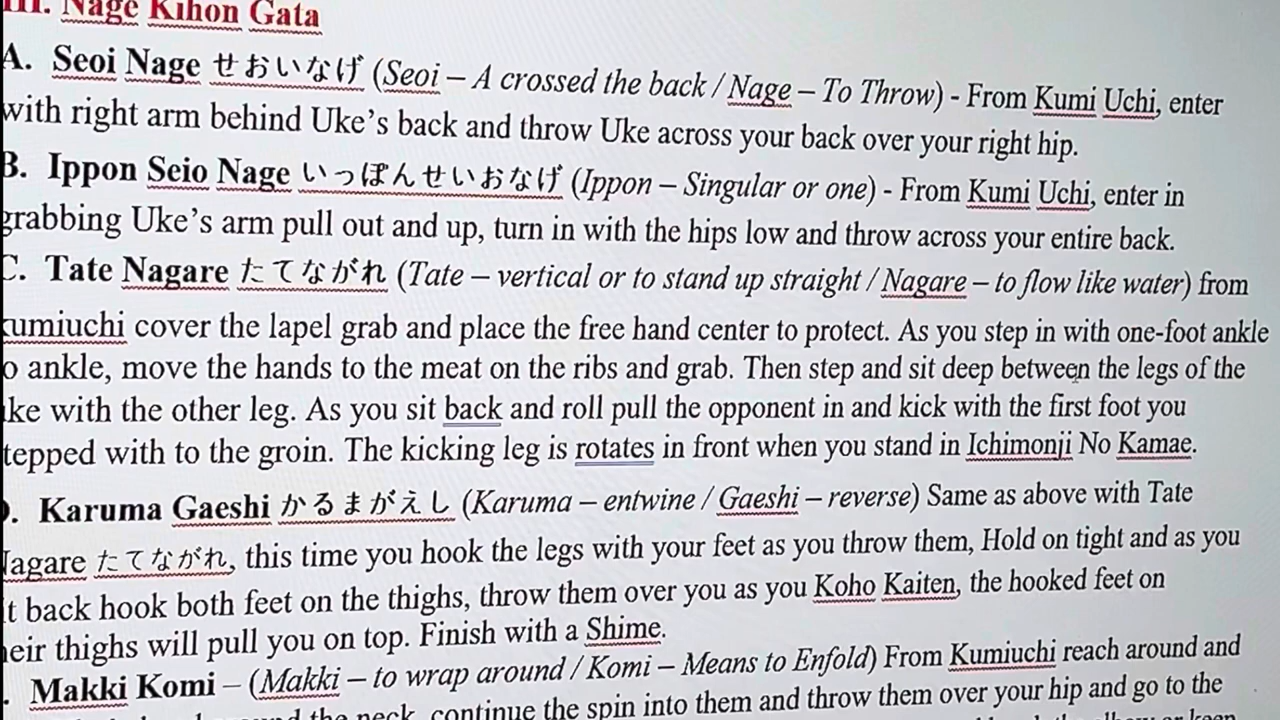 III. Nage Kihon Gata
A. Seoi Nage せおいなげ (Seoi – A crossed the back / Nage – To Throw) - From Kumi Uchi, enter
with right arm behind Uke's back and throw Uke across your back over your right hip.
B. Ippon Seio Nage いっぽんせいおなげ (Ippon – Singular or one) - From Kumi Uchi, enter in
grabbing Uke's arm pull out and up, turn in with the hips low and throw across your entire back.
C. Tate Nagare たてながれ (Tate – vertical or to stand up straight / Nagare – to flow like water) from
kumiuchi cover the lapel grab and place the free hand center to protect. As you step in with one-foot ankle
o ankle, move the hands to the meat on the ribs and grab. Then step and sit deep between the legs of the
ke with the other leg. As you sit back and roll pull the opponent in and kick with the first foot you
tepped with to the groin. The kicking leg is rotates in front when you stand in Ichimonji No Kamae.
D. Karuma Gaeshi かるまがえし (Karuma – entwine / Gaeshi – reverse) Same as above with Tate
Nagare たてながれ, this time you hook the legs with your feet as you throw them, Hold on tight and as you
it back hook both feet on the thighs, throw them over you as you Koho Kaiten, the hooked feet on
heir thighs will pull you on top. Finish with a Shime.
. Makki Komi – (Makki – to wrap around / Komi – Means to Enfold) From Kumiuchi reach around and
the neck, continue the spin into them and throw them over your hip and go to the